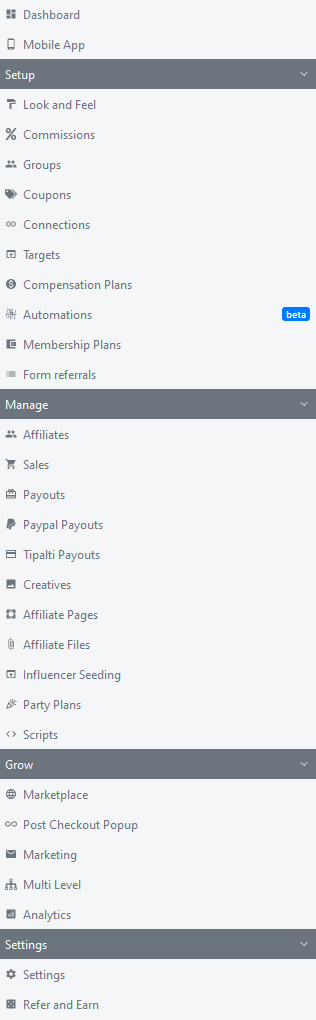 Dashboard
Mobile App
Setup
Look and Feel
Commissions
Groups
Coupons
Connections
Targets
Compensation Plans
Automations beta
Membership Plans
Form referrals
Manage
Affiliates
Sales
Payouts
Paypal Payouts
Tipalti Payouts
Creatives
Affiliate Pages
Affiliate Files
Influencer Seeding
Party Plans
Scripts
Grow
Marketplace
Post Checkout Popup
Marketing
Multi Level
Analytics
Settings
Settings
Refer and Earn